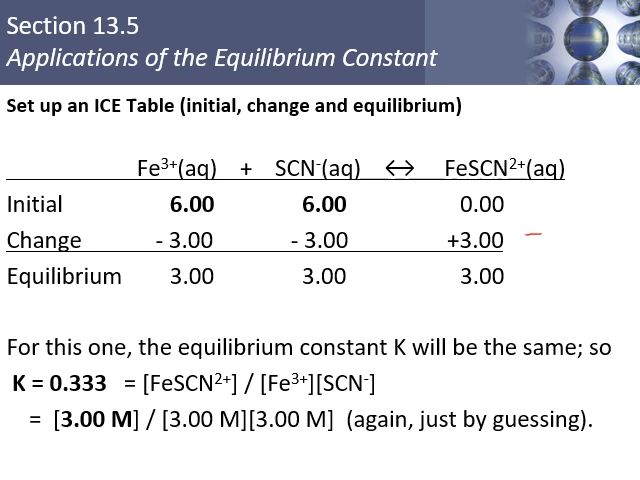 Section 13.5
Applications of the Equilibrium Constant
Set up an ICE Table (initial, change and equilibrium)
Fe³⁺(aq) + SCN⁻(aq) ↔ FeSCN²⁺(aq)
Initial 6.00 6.00 0.00
Change - 3.00 - 3.00 +3.00
Equilibrium 3.00 3.00 3.00
For this one, the equilibrium constant K will be the same; so
K = 0.333 = [FeSCN²⁺] / [Fe³⁺][SCN⁻]
= [3.00 M] / [3.00 M][3.00 M] (again, just by guessing).